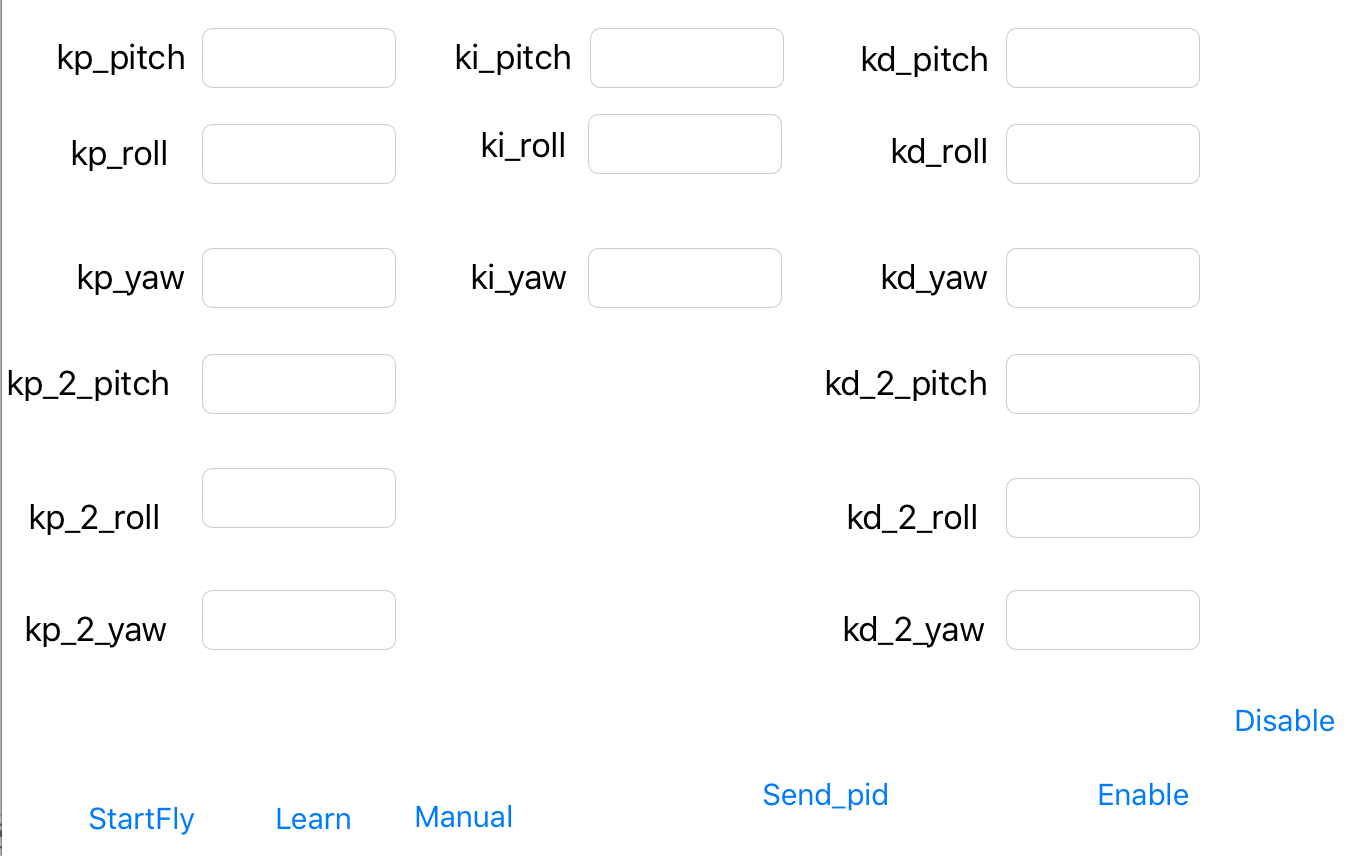 kp_pitch ki_pitch kd_pitch
kp_roll ki_roll kd_roll
kp_yaw ki_yaw kd_yaw
kp_2_pitch kd_2_pitch
kp_2_roll kd_2_roll
kp_2_yaw kd_2_yaw
Disable
StartFly Learn Manual Send_pid Enable